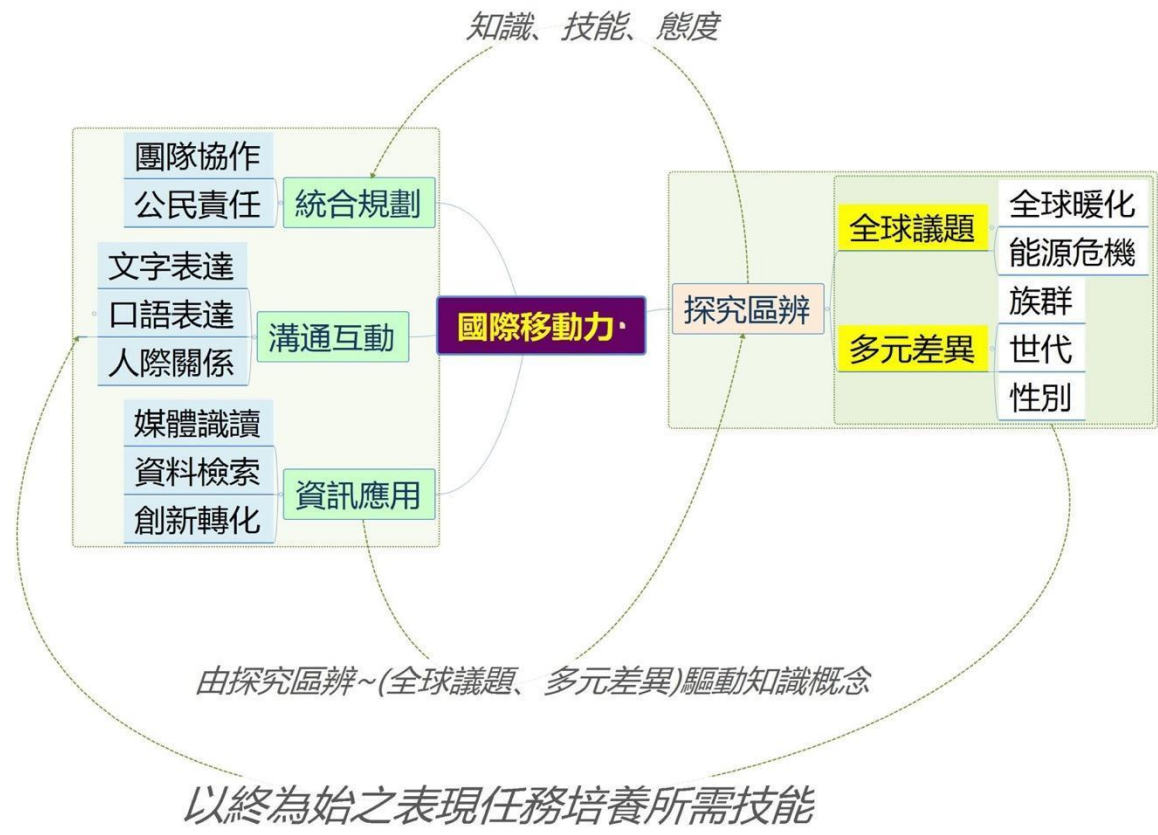 知識、技能、態度
團隊協作
公民責任
統合規劃
文字表達
口語表達
人際關係
溝通互動
媒體識讀
資料檢索
創新轉化
資訊應用
國際移動力
探究區辨
全球議題
全球暖化
能源危機
多元差異
族群
世代
性別
由探究區辨~(全球議題、多元差異)驅動知識概念
以終為始之表現任務培養所需技能